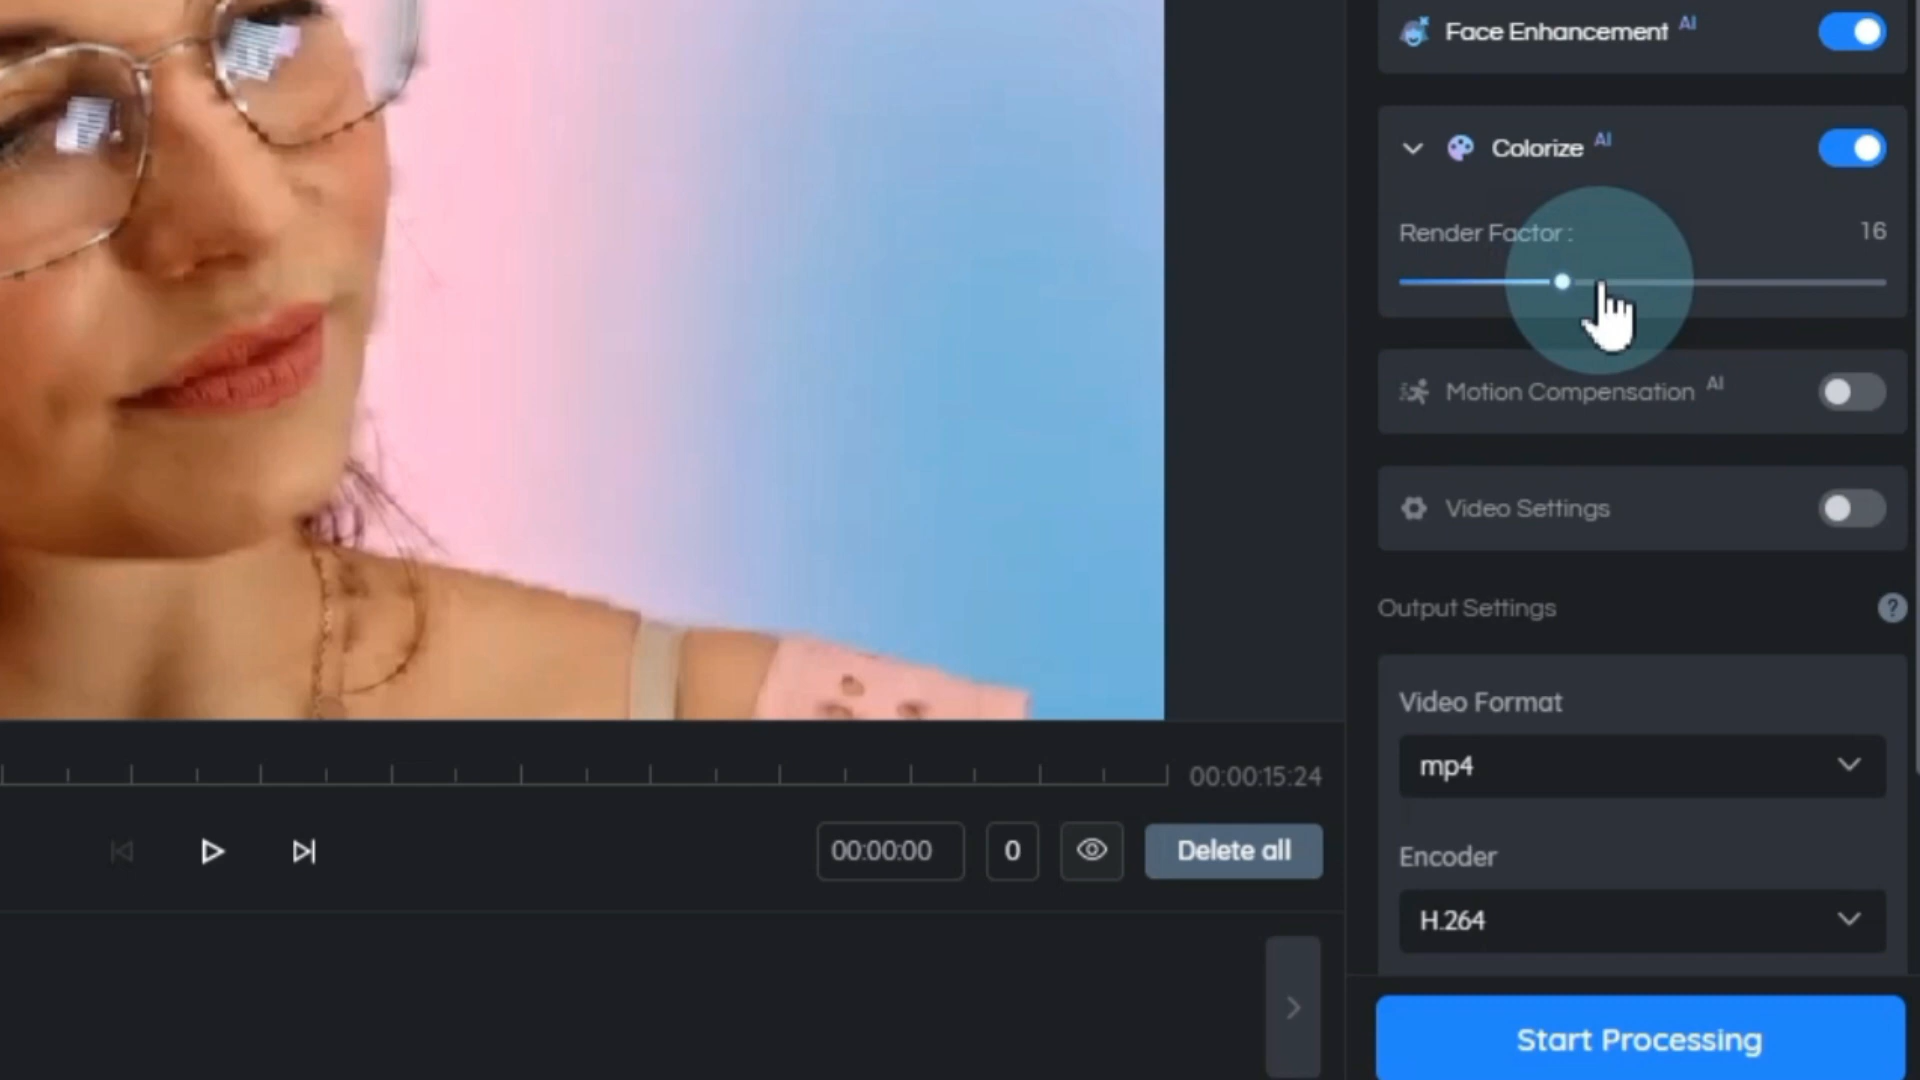 Face Enhancement AI
Colorize AI
Render Factor : 16
Motion Compensation AI
Video Settings
Output Settings ?
Video Format
mp4
00:00:15:24
00:00:00 0 Delete all
Encoder
H.264
Start Processing